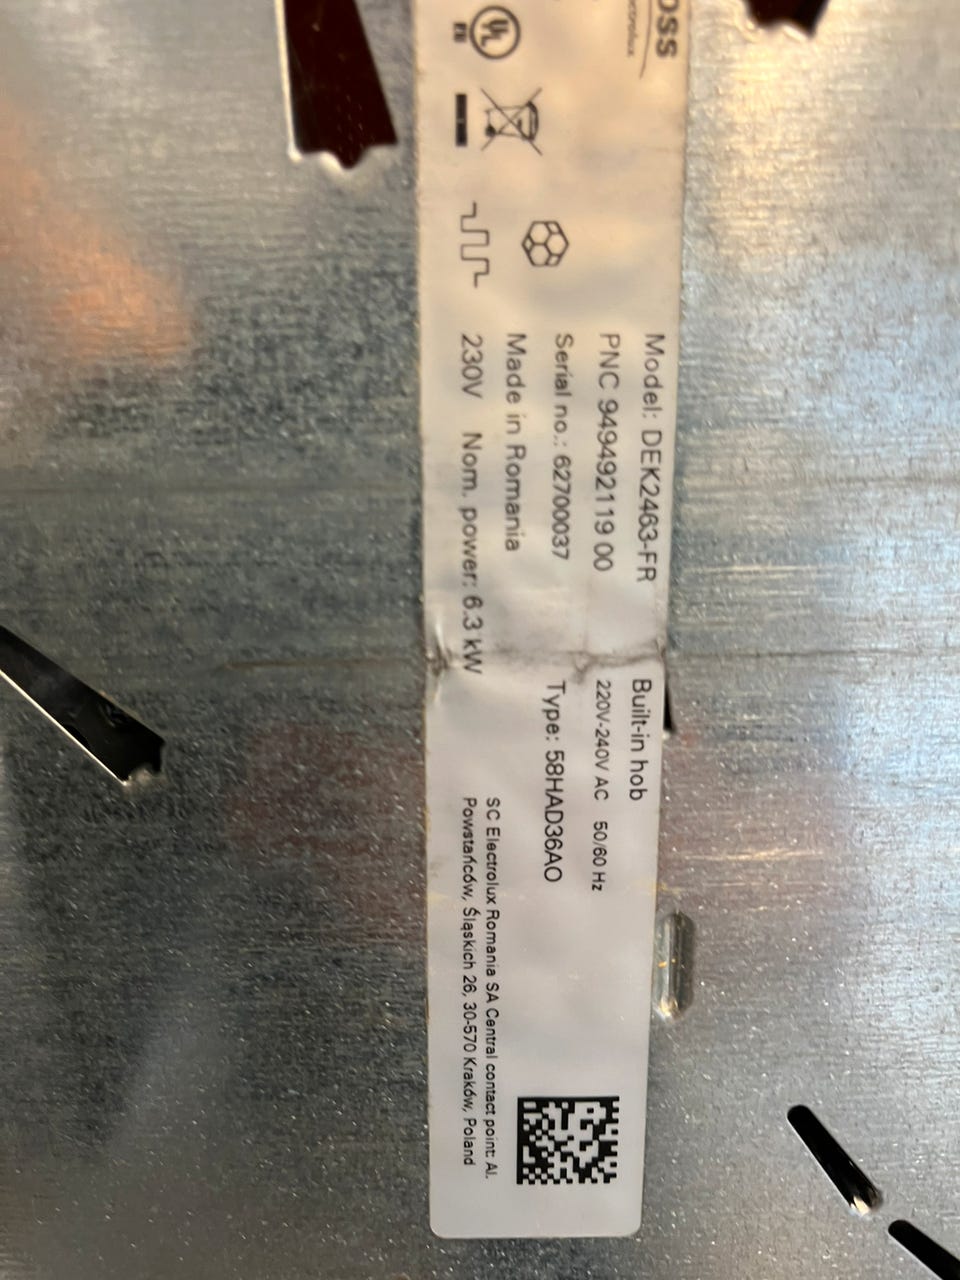 Model: DEK2463-FR
PNC 949492119 00
Serial no.: 62700037
Made in Romania
230V Nom. power: 6.3 kW
Built-in hob
220V-240V AC 50/60 Hz
Type: 58HAD36AO
SC Electrolux Romania SA Central contact point: Al.
Powstańców, Śląskich 26, 30-570 Kraków, Poland